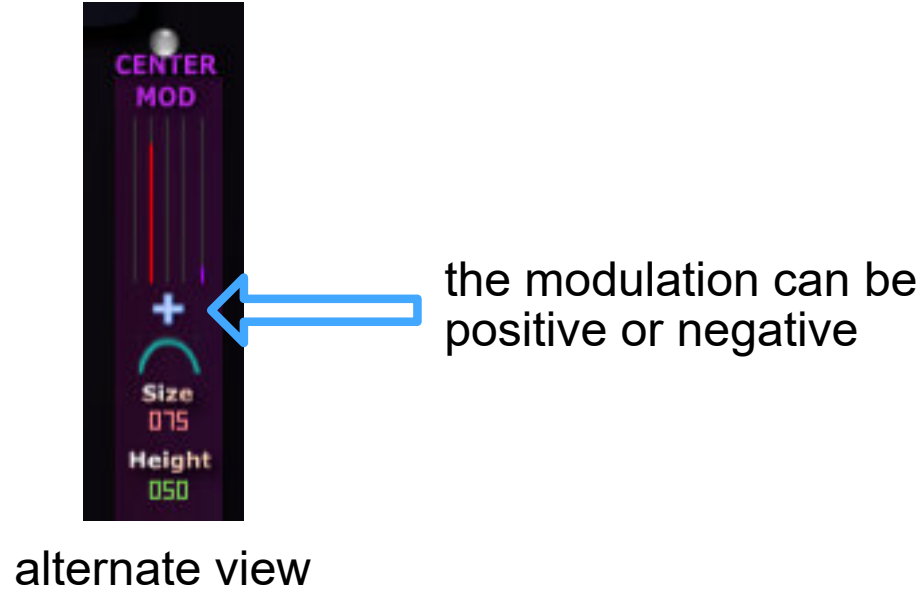 CENTER
MOD
+
the modulation can be
positive or negative
Size
075
Height
050
alternate view